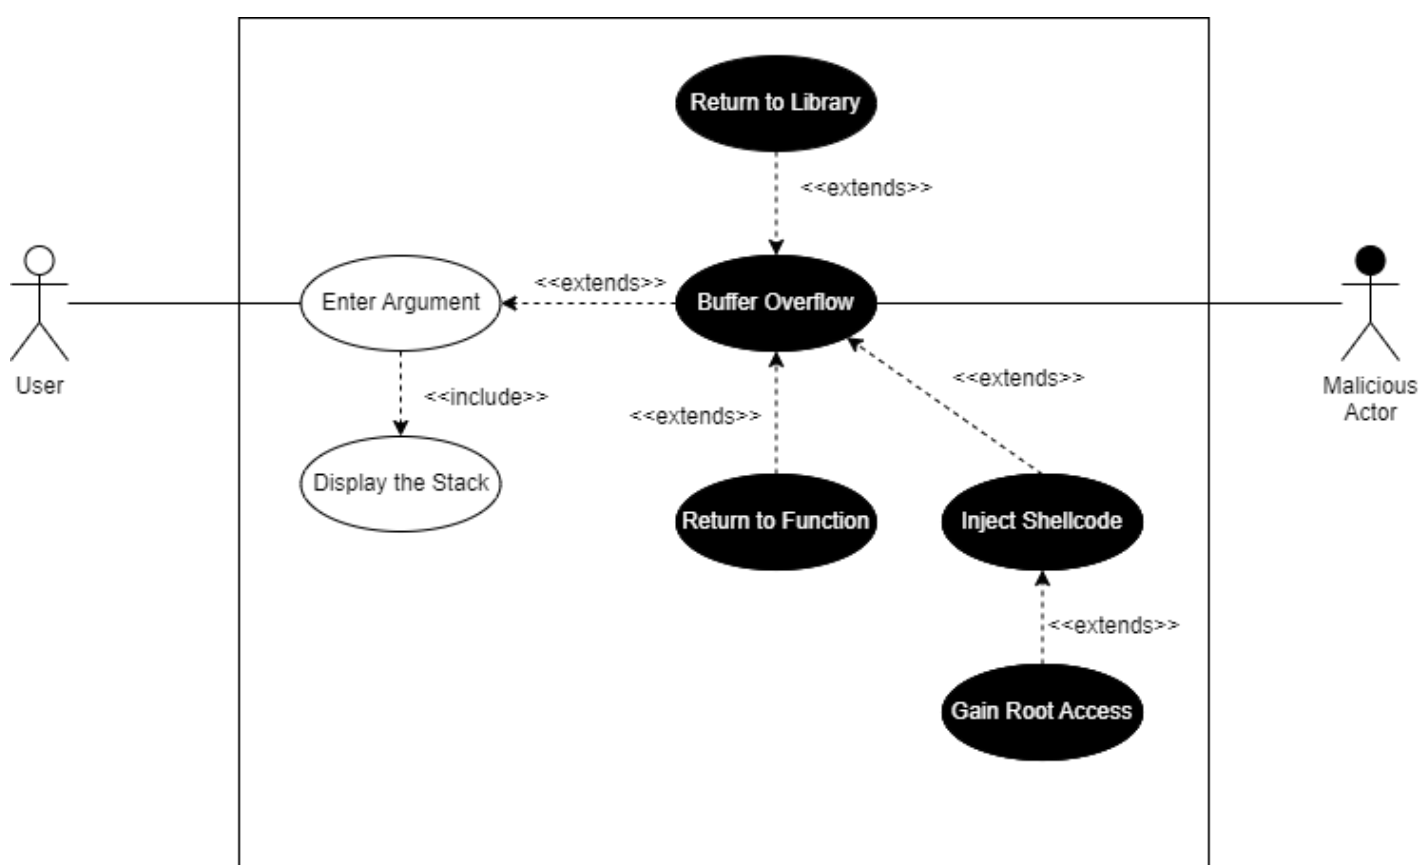 Return to Library
<<extends>>
<<extends>>
Enter Argument
Buffer Overflow
User
<<extends>>
Malicious
Actor
<<include>>
<<extends>>
Display the Stack
Return to Function
Inject Shellcode
<<extends>>
Gain Root Access